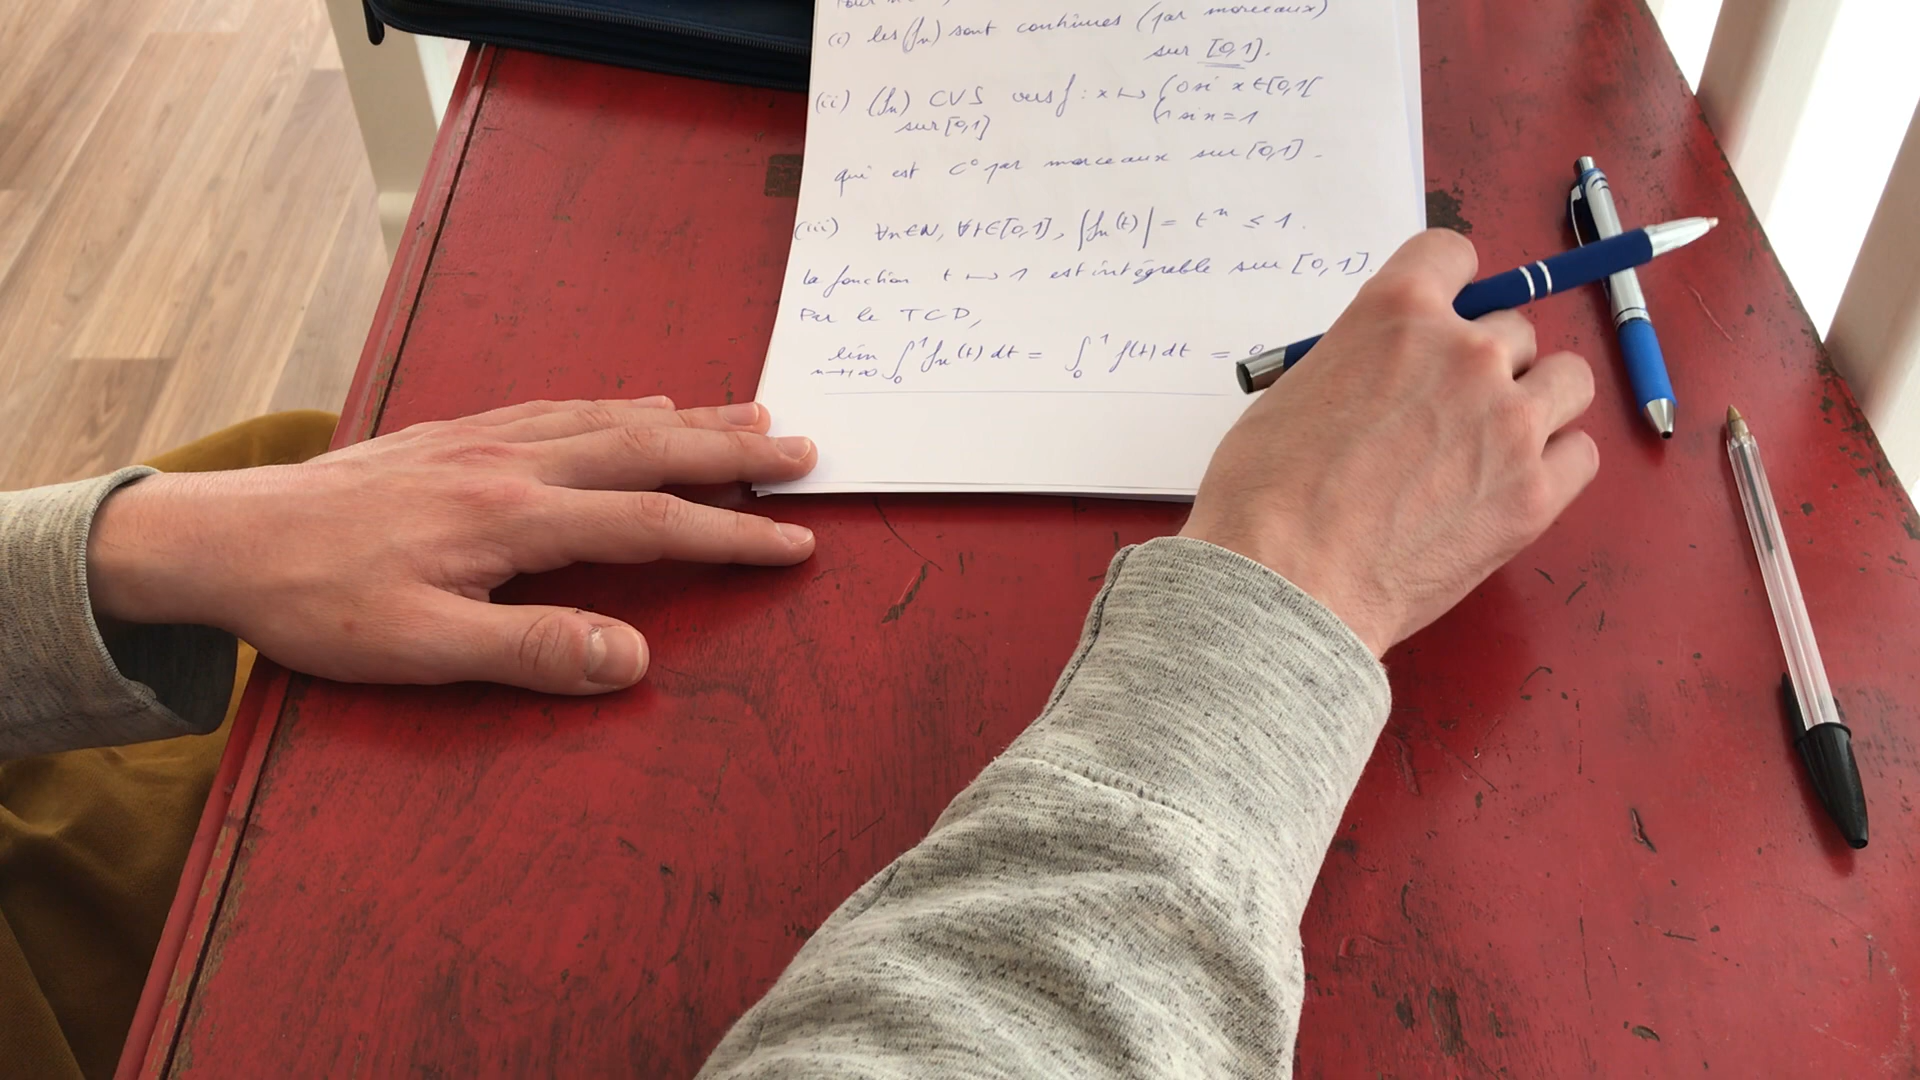 (i) les (fn) sont continues (par morceaux)
sur [0,1].
(ii) (fn) CVS vers f : x ↦ { 0 si x ∈ [0,1[
sur [0,1] { 1 si x = 1
qui est C⁰ par morceaux sur [0,1].
(iii) ∀n∈N, ∀t∈[0,1], |fn(t)| = tⁿ ≤ 1.
la fonction t ↦ 1 est intégrable sur [0,1].
Par le TCD,
lim n→+∞ ∫₀¹ fn(t) dt = ∫₀¹ f(t) dt = 0